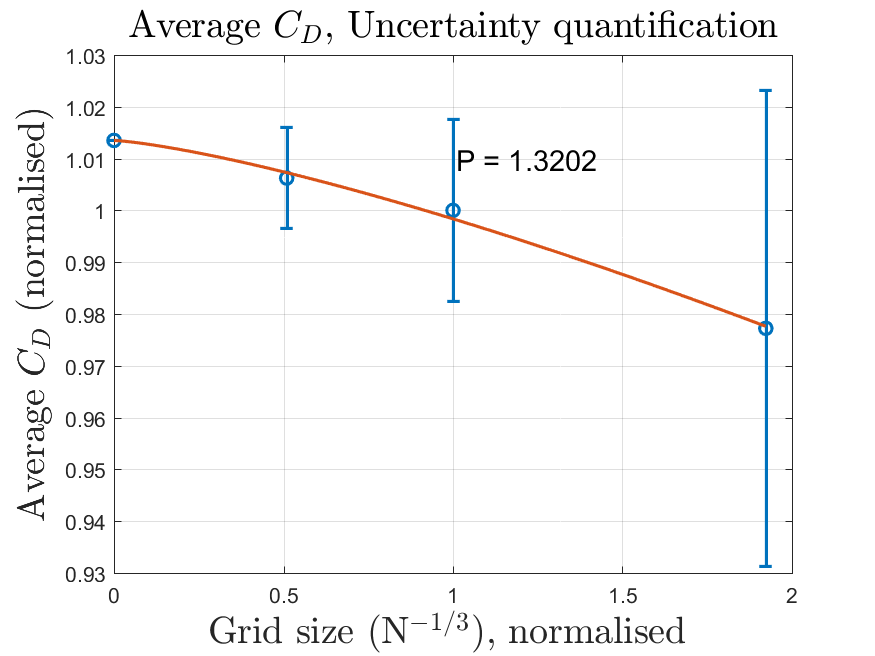 Average C_D, Uncertainty quantification
1.03
1.02
1.01
1
0.99
0.98
0.97
0.96
0.95
0.94
0.93
Average C_D (normalised)
P = 1.3202
0 0.5 1 1.5 2
Grid size (N^{-1/3}), normalised